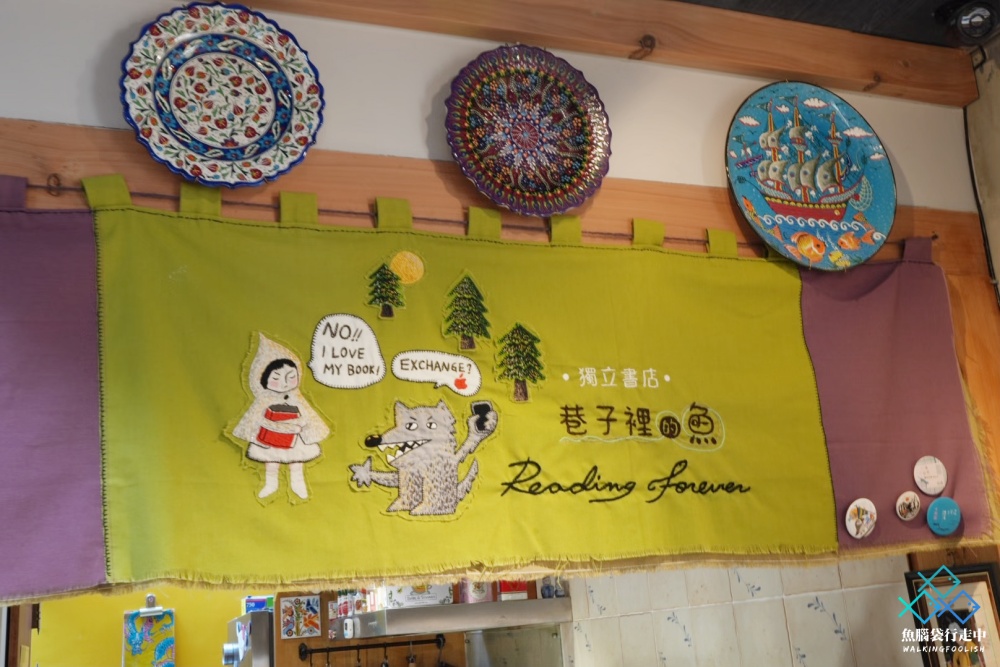 NO!!
I LOVE
MY BOOK!
EXCHANGE?
•獨立書店•
巷子裡的魚
Reading forever
魚腦袋行走中
WALKINGFOOLISH